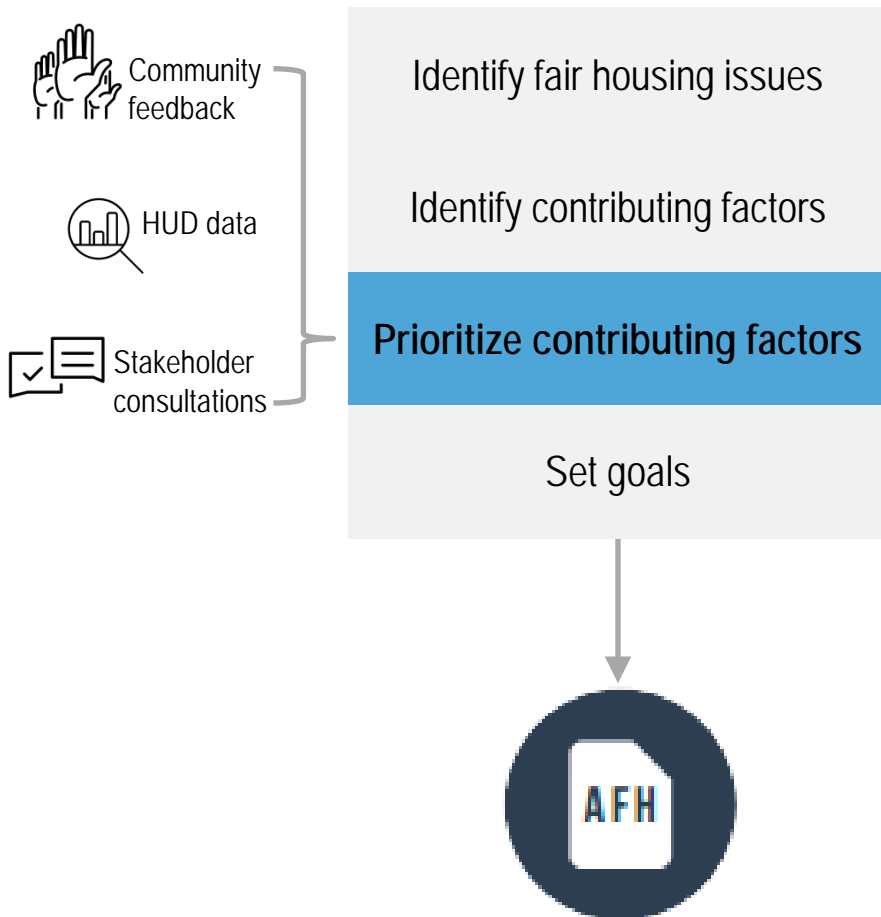 Community
feedback
HUD data
Stakeholder
consultations
Identify fair housing issues
Identify contributing factors
Prioritize contributing factors
Set goals
AFH